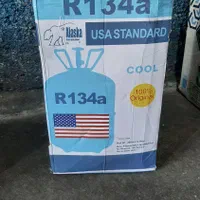 R134a
Alaska
USA STANDARD
COOL
R134a
100%
Original